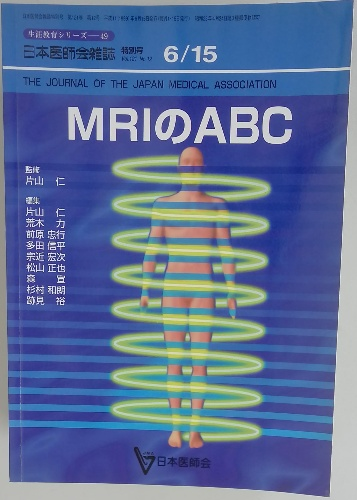 生涯教育シリーズ—49
日本医師会雑誌 特別号 6/15
THE JOURNAL OF THE JAPAN MEDICAL ASSOCIATION
MRIのABC
監修
片山 仁
編集
片山 仁
荒木 力
前原 忠行
多田 信平
宗近 宏次
松山 正也
森 宣
杉村 和朗
跡見 裕
日本医師会